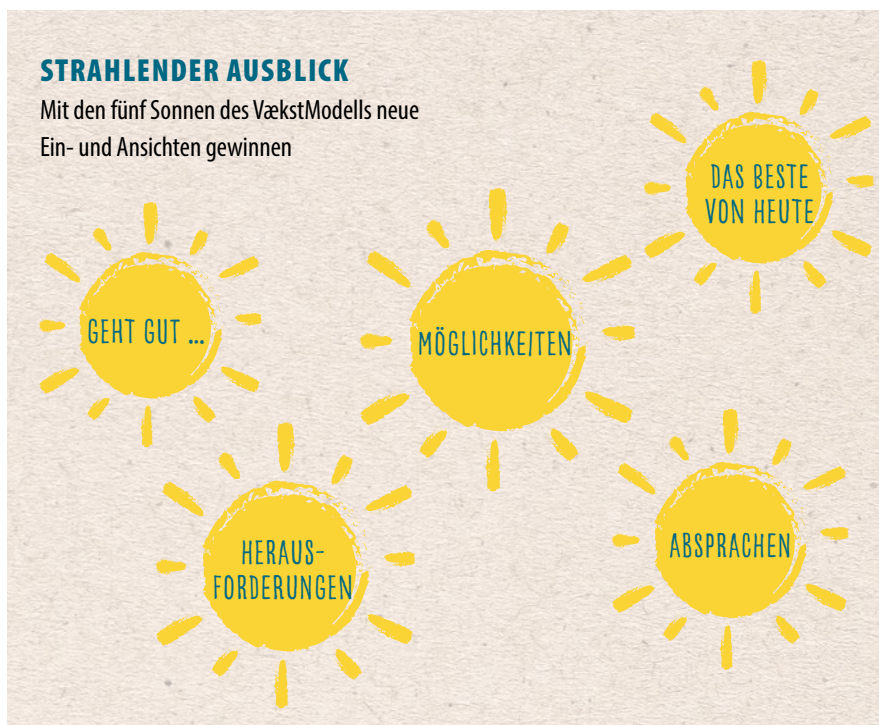 STRAHLENDER AUSBLICK
Mit den fünf Sonnen des VækstModells neue
Ein- und Ansichten gewinnen
DAS BESTE
VON HEUTE
GEHT GUT ...
MÖGLICHKEITEN
HERAUS-
FORDERUNGEN
ABSPRACHEN